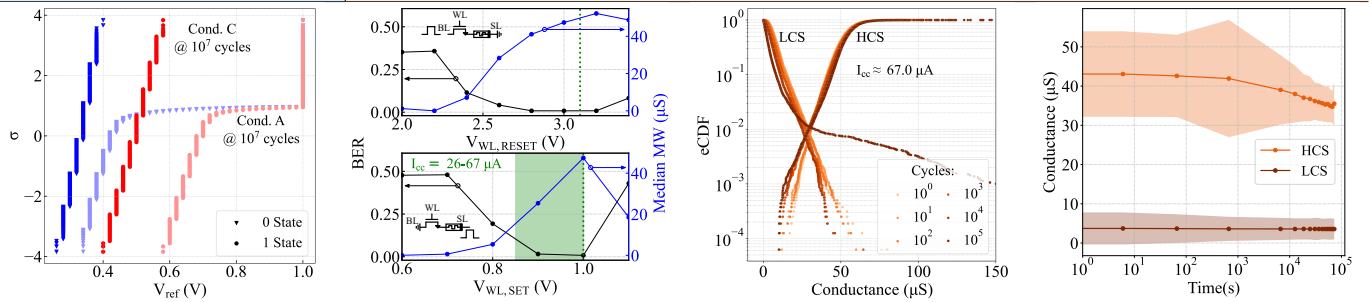 4
2
0
−2
−4
σ
Cond. C
@ 10⁷ cycles
Cond. A
@ 10⁷ cycles
0 State
1 State
0.4
0.6
0.8
1.0
V_ref (V)
0.50
0.25
0.00
BL
WL
SL
40
20
0
2.0
2.5
3.0
V_WL, RESET (V)
BER
Median MW (μS)
I_cc = 26-67 μA
0.50
0.25
0.00
BL
WL
SL
40
20
0
0.6
0.8
1.0
V_WL, SET (V)
10⁰
10⁻¹
10⁻²
10⁻³
10⁻⁴
eCDF
LCS
HCS
I_cc ≈ 67.0 μA
Cycles:
10⁰
10³
10¹
10⁴
10²
10⁵
0
50
100
150
Conductance (μS)
50
40
30
20
10
0
Conductance (μS)
HCS
LCS
10⁰
10¹
10²
10³
10⁴
10⁵
Time(s)